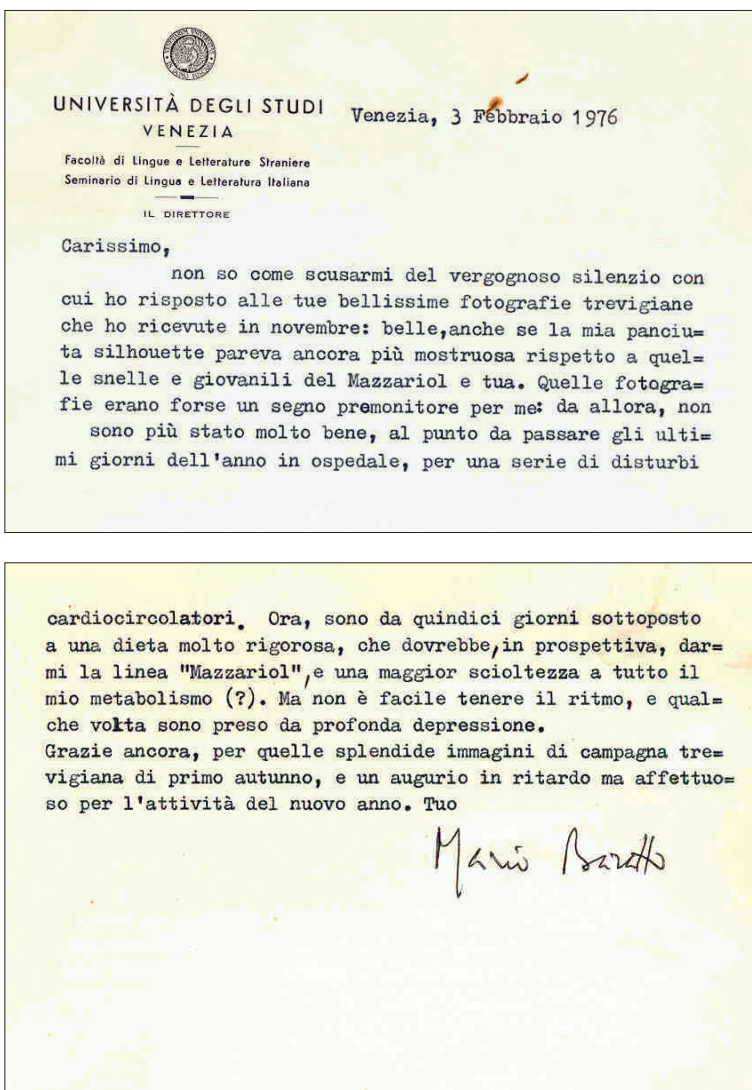 UNIVERSITÀ DEGLI STUDI
VENEZIA
Facoltà di Lingue e Letterature Straniere
Seminario di Lingua e Letteratura Italiana
IL DIRETTORE
Venezia, 3 Febbraio 1976
Carissimo,
non so come scusarmi del vergognoso silenzio con
cui ho risposto alle tue bellissime fotografie trevigiane
che ho ricevute in novembre: belle,anche se la mia panciu=
ta silhouette pareva ancora più mostruosa rispetto a quel=
le snelle e giovanili del Mazzariol e tua. Quelle fotogra=
fie erano forse un segno premonitore per me: da allora, non
sono più stato molto bene, al punto da passare gli ulti=
mi giorni dell'anno in ospedale, per una serie di disturbi
cardiocircolatori. Ora, sono da quindici giorni sottoposto
a una dieta molto rigorosa, che dovrebbe,in prospettiva, dar=
mi la linea "Mazzariol",e una maggior scioltezza a tutto il
mio metabolismo (?). Ma non è facile tenere il ritmo, e qual=
che volta sono preso da profonda depressione.
Grazie ancora, per quelle splendide immagini di campagna tre=
vigiana di primo autunno, e un augurio in ritardo ma affettuo=
so per l'attività del nuovo anno. Tuo
Mario Baratto